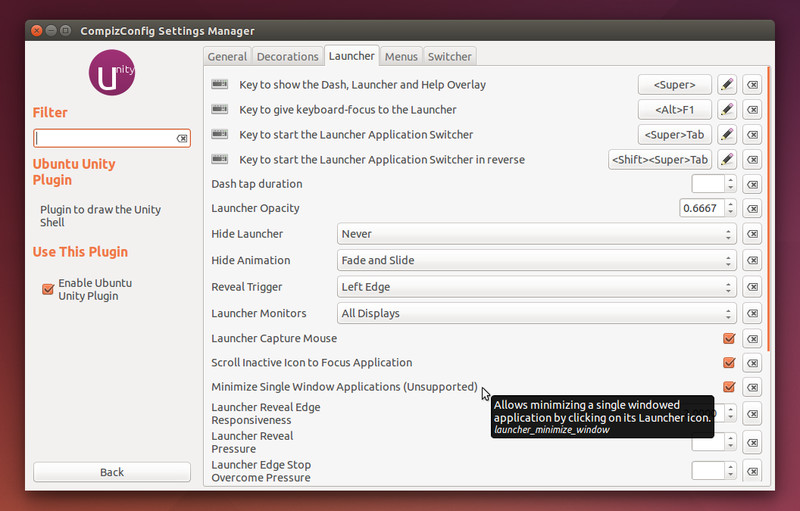 CompizConfig Settings Manager
Unity
Filter
Ubuntu Unity
Plugin
Plugin to draw the Unity
Shell
Use This Plugin
Enable Ubuntu
Unity Plugin
Back
General
Decorations
Launcher
Menus
Switcher
Key to show the Dash, Launcher and Help Overlay
<Super>
Key to give keyboard-focus to the Launcher
<Alt>F1
Key to start the Launcher Application Switcher
<Super>Tab
Key to start the Launcher Application Switcher in reverse
<Shift><Super>Tab
Dash tap duration
Launcher Opacity
0.6667
Hide Launcher
Never
Hide Animation
Fade and Slide
Reveal Trigger
Left Edge
Launcher Monitors
All Displays
Launcher Capture Mouse
Scroll Inactive Icon to Focus Application
Minimize Single Window Applications (Unsupported)
Allows minimizing a single windowed
application by clicking on its Launcher icon.
launcher_minimize_window
Launcher Reveal Edge
Responsiveness
Launcher Reveal
Pressure
Launcher Edge Stop
Overcome Pressure